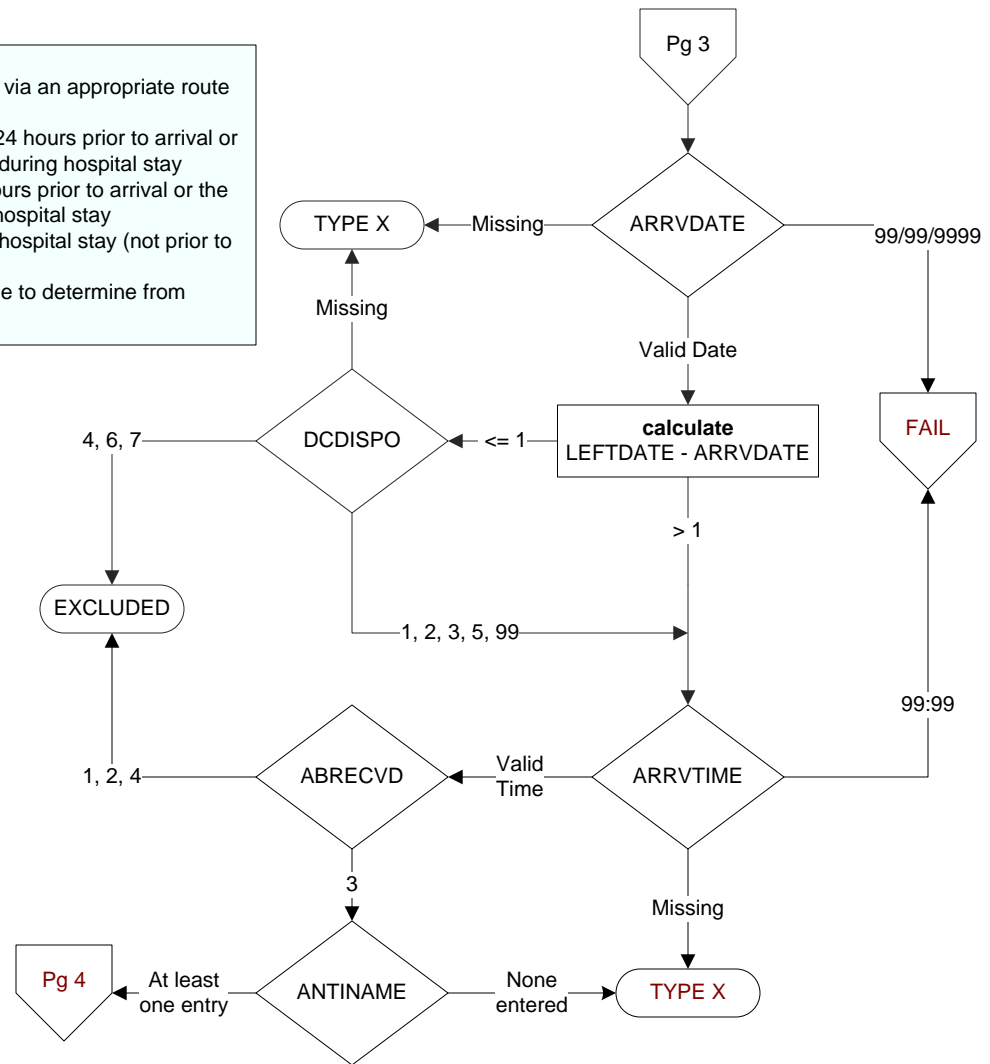 Pg 3
via an appropriate route
24 hours prior to arrival or
during hospital stay
ours prior to arrival or the
hospital stay
hospital stay (not prior to
e to determine from
TYPE X
Missing
ARRVDATE
99/99/9999
Missing
Valid Date
4, 6, 7
DCDISPO
<= 1
calculate
LEFTDATE - ARRVDATE
FAIL
> 1
EXCLUDED
1, 2, 3, 5, 99
99:99
1, 2, 4
ABRECVD
Valid
Time
ARRVTIME
3
Missing
Pg 4
At least
one entry
ANTINAME
None
entered
TYPE X